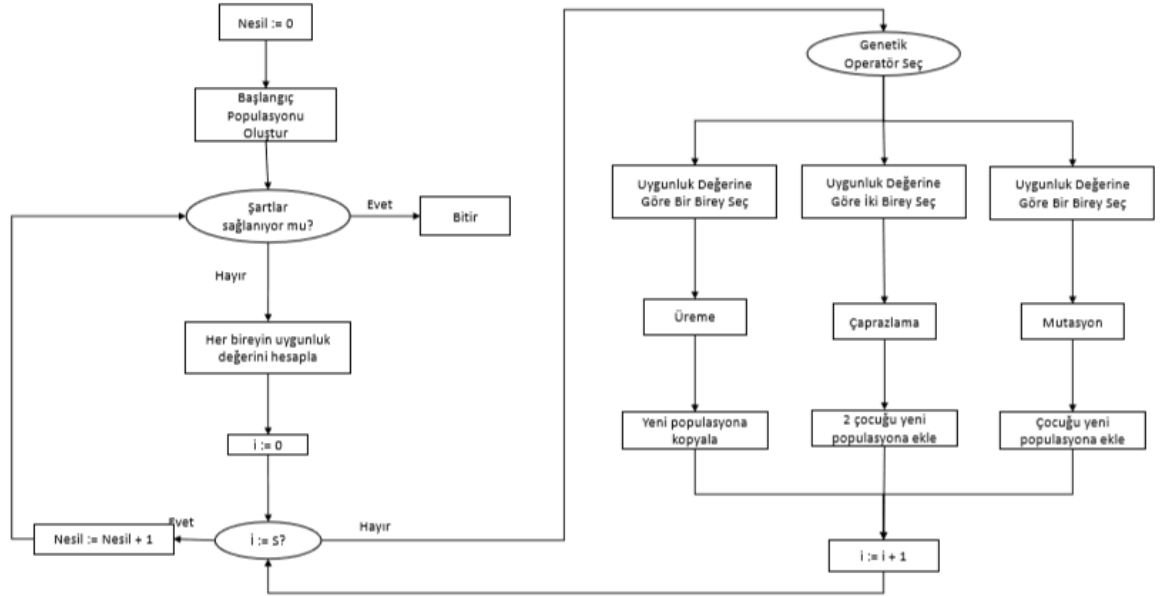 Nesil := 0
Başlangıç
Populasyonu
Oluştur
Şartlar
sağlanıyor mu?
Evet
Bitir
Hayır
Her bireyin uygunluk
değerini hesapla
i := 0
İ := S?
Evet
Nesil := Nesil + 1
Hayır
Genetik
Operatör Seç
Uygunluk Değerine
Göre Bir Birey Seç
Üreme
Yeni populasyona
kopyala
Uygunluk Değerine
Göre İki Birey Seç
Çaprazlama
2 çocuğu yeni
populasyona ekle
Uygunluk Değerine
Göre Bir Birey Seç
Mutasyon
Çocuğu yeni
populasyona ekle
i := i + 1